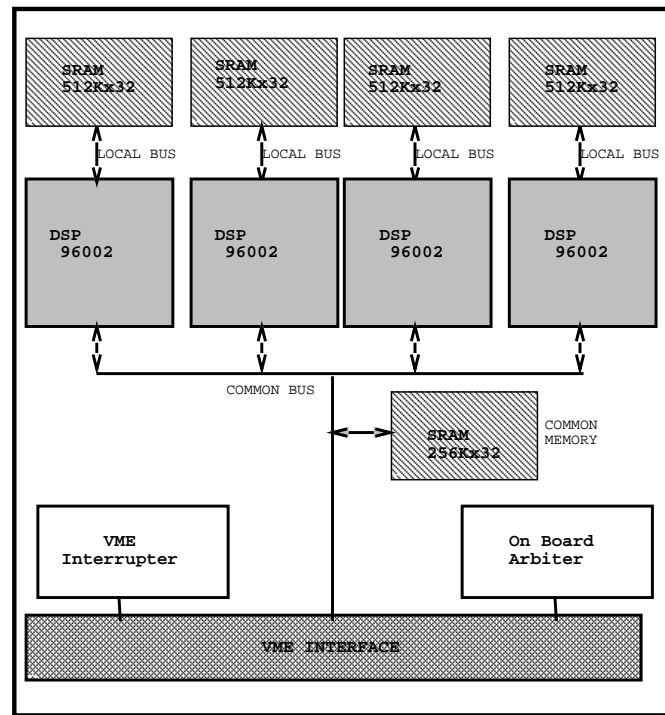 SRAM
512Kx32
SRAM
512Kx32
SRAM
512Kx32
SRAM
512Kx32
LOCAL BUS
LOCAL BUS
LOCAL BUS
LOCAL BUS
DSP
96002
DSP
96002
DSP
96002
DSP
96002
COMMON BUS
SRAM
256Kx32
COMMON
MEMORY
VME
Interrupter
On Board
Arbiter
VME INTERFACE